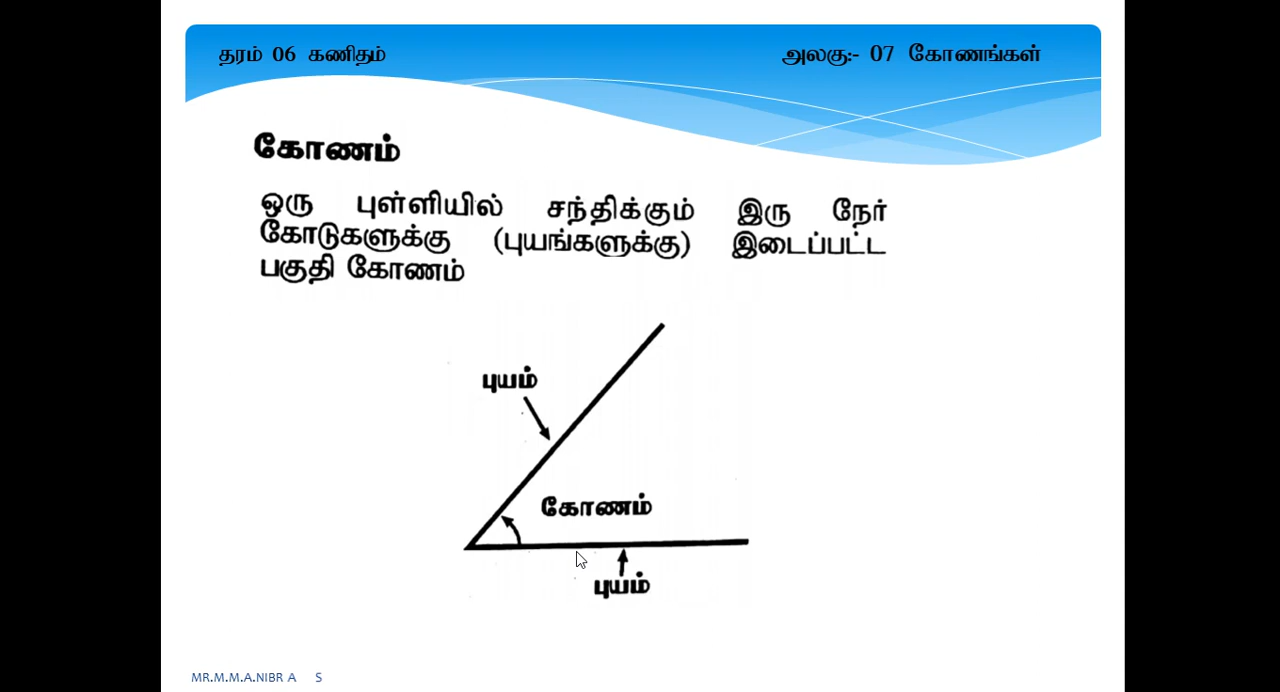 தரம் 06 கணிதம்
அலகு:- 07 கோணங்கள்
கோணம்
ஒரு புள்ளியில் சந்திக்கும் இரு நேர்
கோடுகளுக்கு (புயங்களுக்கு) இடைப்பட்ட
பகுதி கோணம்
புயம்
கோணம்
புயம்
MR.M.M.A.NIBR A S